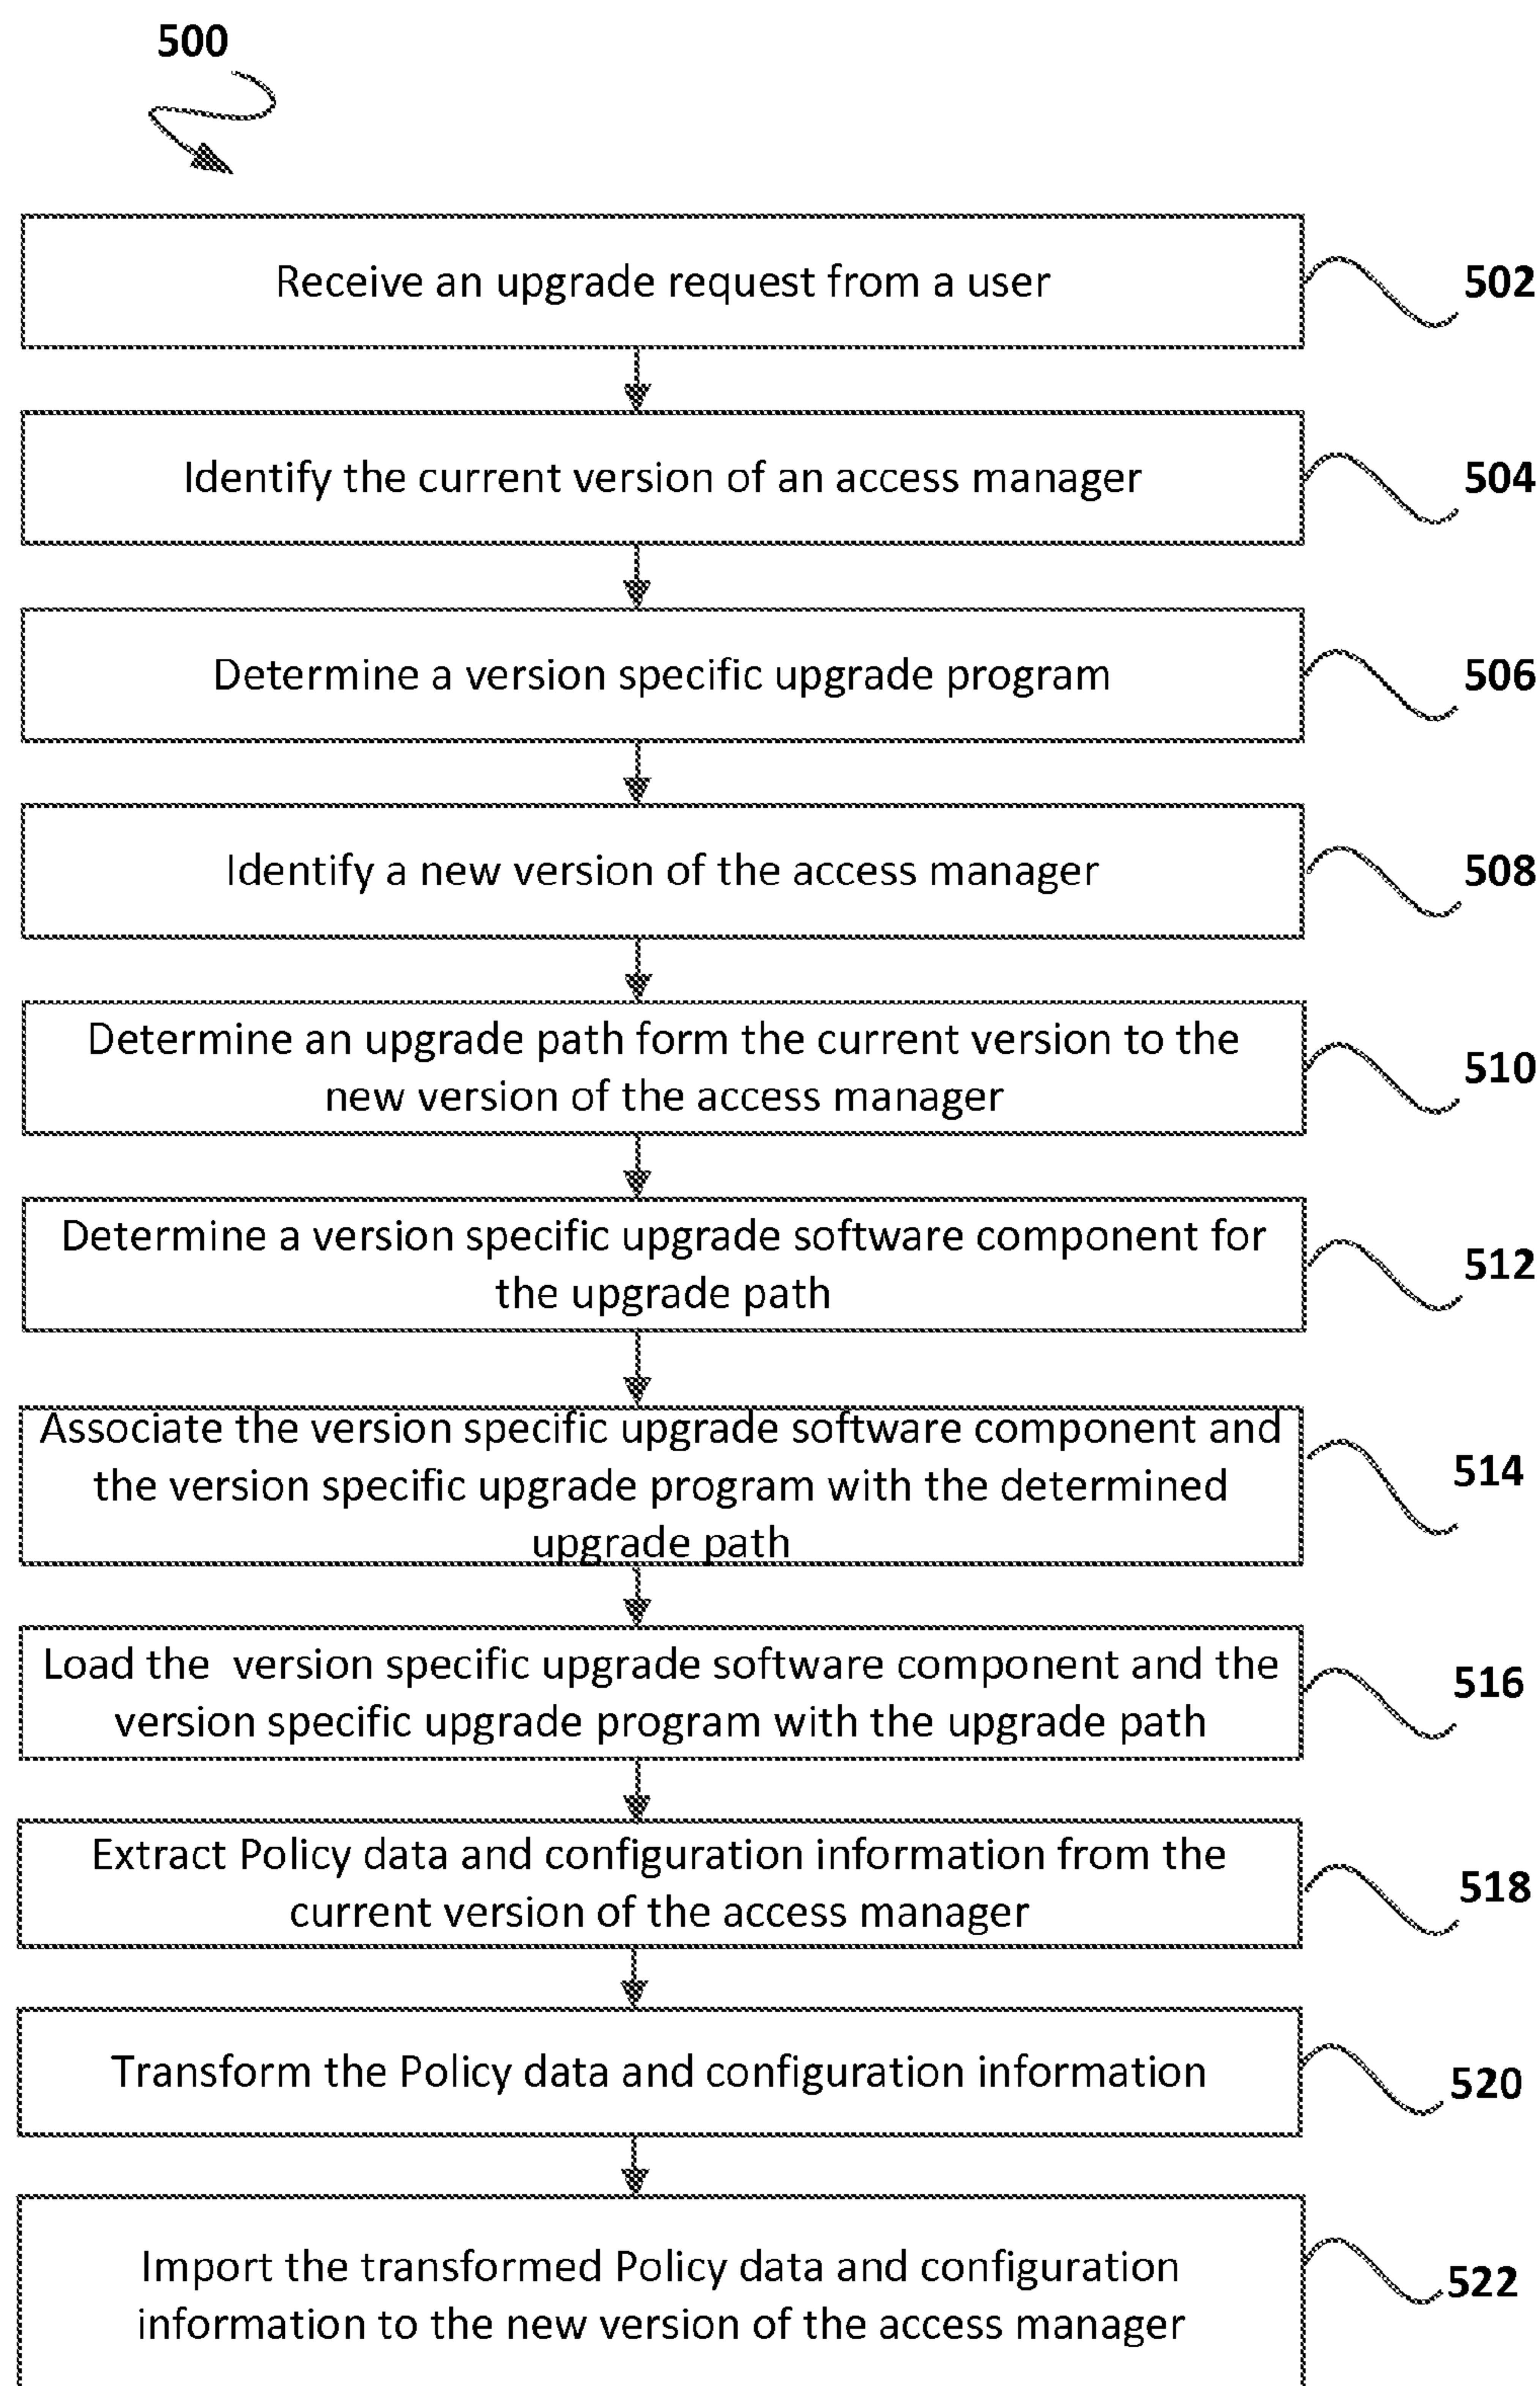 500
Receive an upgrade request from a user
502
Identify the current version of an access manager
504
Determine a version specific upgrade program
506
Identify a new version of the access manager
508
Determine an upgrade path form the current version to the
new version of the access manager
510
Determine a version specific upgrade software component for
the upgrade path
512
Associate the version specific upgrade software component and
the version specific upgrade program with the determined
upgrade path
514
Load the version specific upgrade software component and the
version specific upgrade program with the upgrade path
516
Extract Policy data and configuration information from the
current version of the access manager
518
Transform the Policy data and configuration information
520
Import the transformed Policy data and configuration
information to the new version of the access manager
522